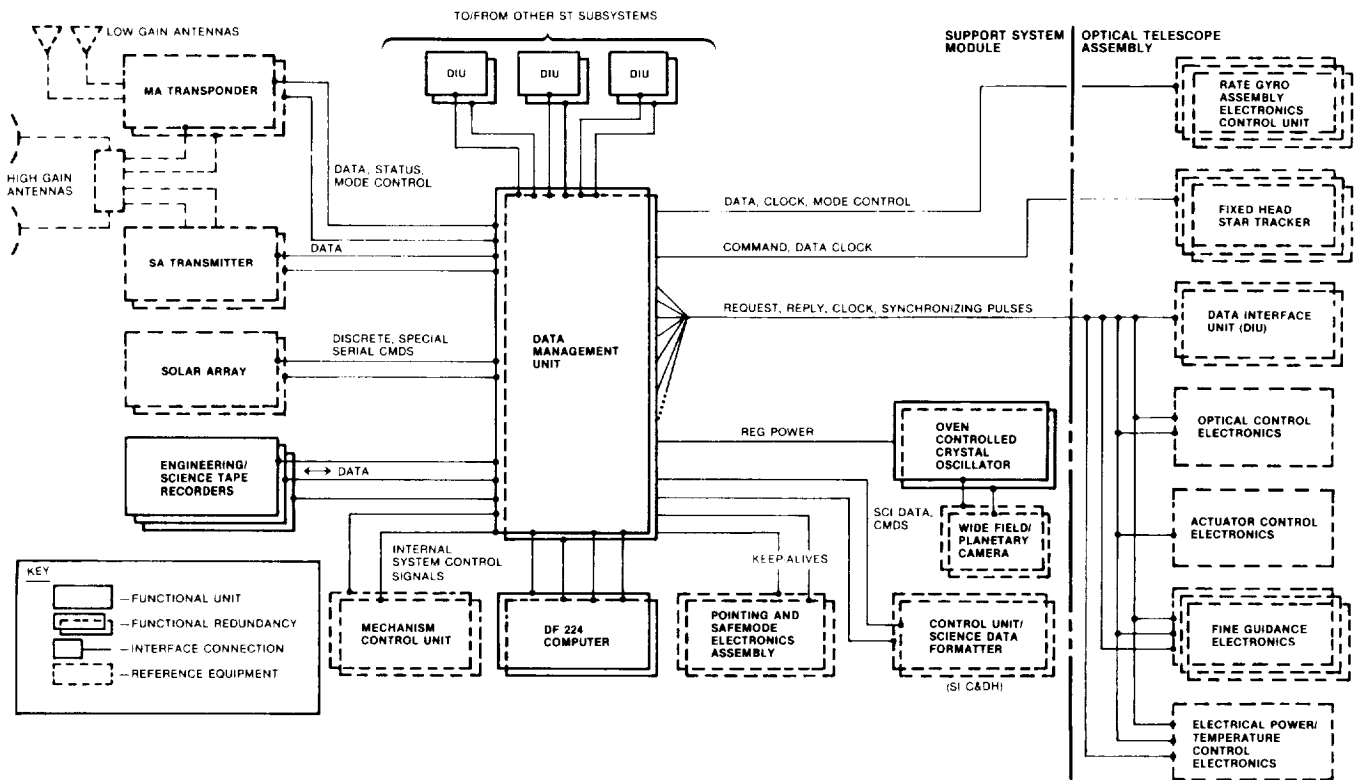 TO/FROM OTHER ST SUBSYSTEMS
LOW GAIN ANTENNAS
MA TRANSPONDER
HIGH GAIN
ANTENNAS
SA TRANSMITTER
SOLAR ARRAY
ENGINEERING/
SCIENCE TAPE
RECORDERS
DIU
DIU
DIU
DATA, STATUS,
MODE CONTROL
DATA
DISCRETE, SPECIAL
SERIAL CMDS
DATA
DATA
MANAGEMENT
UNIT
SUPPORT SYSTEM
MODULE
OPTICAL TELESCOPE
ASSEMBLY
DATA, CLOCK, MODE CONTROL
COMMAND, DATA CLOCK
REQUEST, REPLY, CLOCK, SYNCHRONIZING PULSES
REG POWER
OVEN
CONTROLLED
CRYSTAL
OSCILLATOR
SCI DATA,
CMDS
WIDE FIELD/
PLANETARY
CAMERA
KEEP-ALIVES
INTERNAL
SYSTEM CONTROL
SIGNALS
MECHANISM
CONTROL UNIT
DF 224
COMPUTER
POINTING AND
SAFEMODE
ELECTRONICS
ASSEMBLY
CONTROL UNIT/
SCIENCE DATA
FORMATTER
(SI C&DH)
RATE GYRO
ASSEMBLY
ELECTRONICS
CONTROL UNIT
FIXED HEAD
STAR TRACKER
DATA INTERFACE
UNIT (DIU)
OPTICAL CONTROL
ELECTRONICS
ACTUATOR CONTROL
ELECTRONICS
FINE GUIDANCE
ELECTRONICS
ELECTRICAL POWER/
TEMPERATURE
CONTROL
ELECTRONICS
KEY
– FUNCTIONAL UNIT
– FUNCTIONAL REDUNDANCY
– INTERFACE CONNECTION
– REFERENCE EQUIPMENT